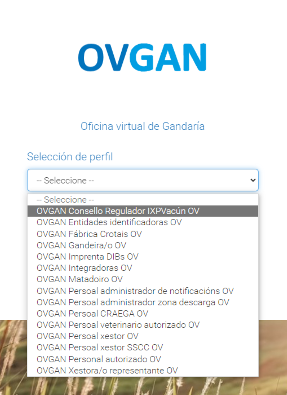 OVGAN
Oficina virtual de Gandaría
Selección de perfil
-- Seleccione --
-- Seleccione --
OVGAN Consello Regulador IXPVacún OV
OVGAN Entidades identificadoras OV
OVGAN Fábrica Crotais OV
OVGAN Gandeira/o OV
OVGAN Imprenta DIBs OV
OVGAN Integradoras OV
OVGAN Matadoiro OV
OVGAN Persoal administrador de notificacións OV
OVGAN Persoal administrador zona descarga OV
OVGAN Persoal CRAEGA OV
OVGAN Persoal veterinario autorizado OV
OVGAN Persoal xestor OV
OVGAN Persoal xestor SSCC OV
OVGAN Personal autorizado OV
OVGAN Xestora/o representante OV